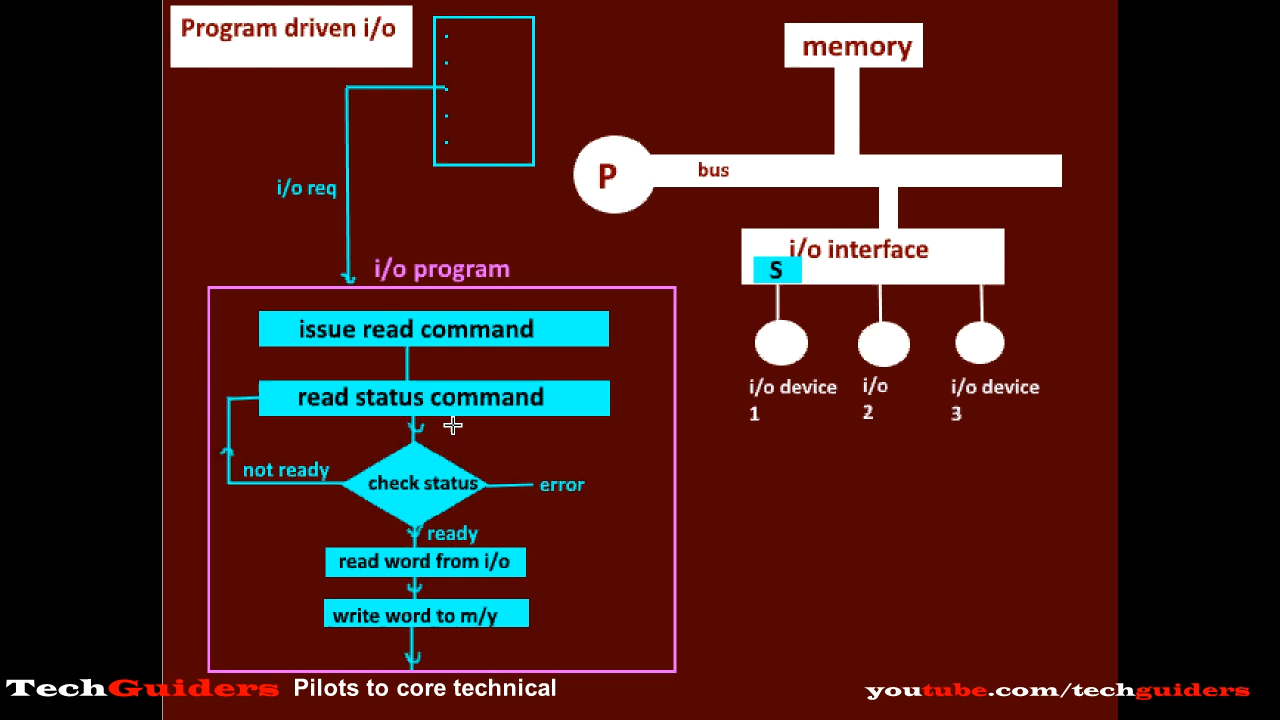 Program driven i/o
memory
P
bus
i/o req
i/o interface
S
i/o program
issue read command
read status command
i/o device
1
i/o
2
i/o device
3
not ready
check status
error
ready
read word from i/o
write word to m/y
TechGuiders Pilots to core technical
youtube.com/techguiders